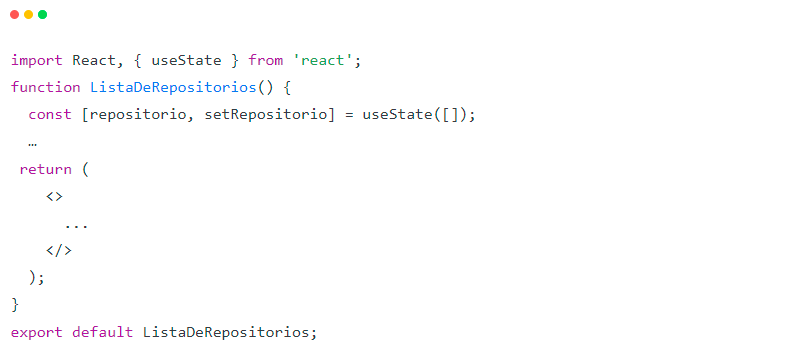 import React, { useState } from 'react';
function ListaDeRepositorios() {
  const [repositorio, setRepositorio] = useState([]);
  …
 return (
    <>
      ...
    </>
  );
}
export default ListaDeRepositorios;